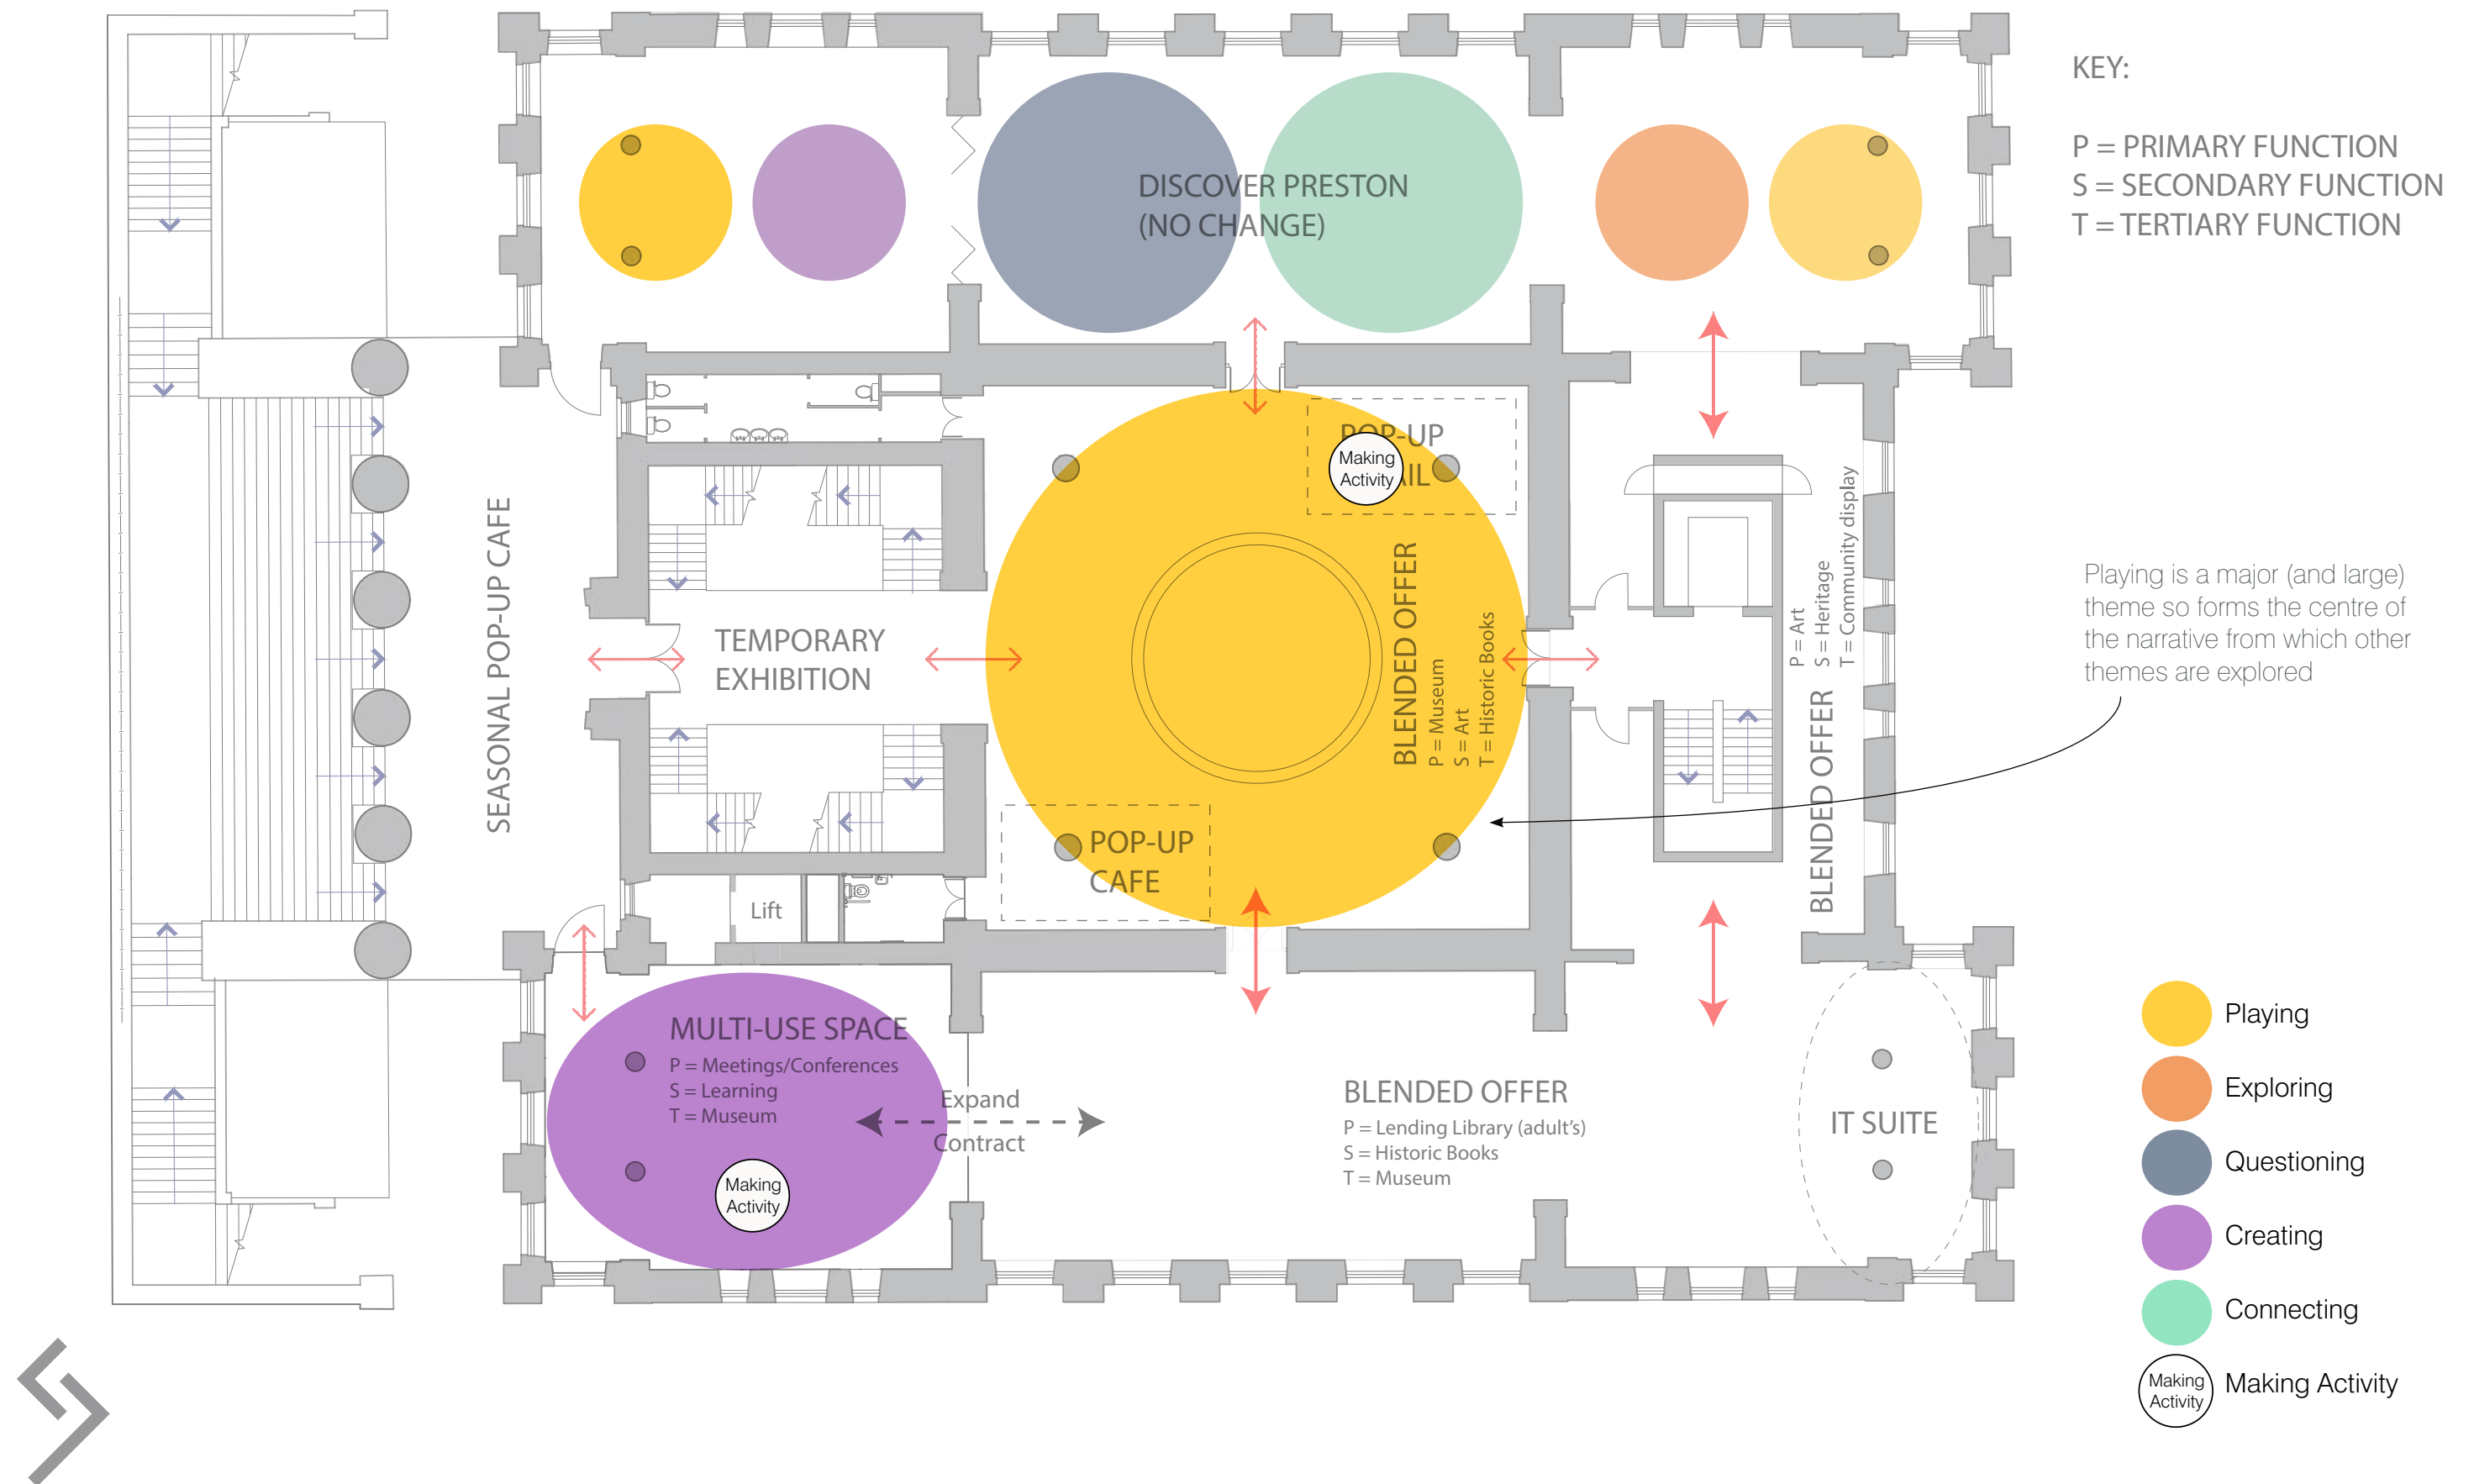 KEY:
P = PRIMARY FUNCTION
S = SECONDARY FUNCTION
T = TERTIARY FUNCTION
DISCOVER PRESTON
(NO CHANGE)
POP-UP
AIL
Making
Activity
SEASONAL POP-UP CAFE
TEMPORARY
EXHIBITION
BLENDED OFFER
P = Museum
S = Art
T = Historic Books
BLENDED OFFER
P = Art
S = Heritage
T = Community display
Playing is a major (and large)
theme so forms the centre of
the narrative from which other
themes are explored
POP-UP
CAFE
Lift
MULTI-USE SPACE
P = Meetings/Conferences
S = Learning
T = Museum
Making
Activity
Expand
Contract
BLENDED OFFER
P = Lending Library (adult's)
S = Historic Books
T = Museum
IT SUITE
Playing
Exploring
Questioning
Creating
Connecting
Making
Activity
Making Activity